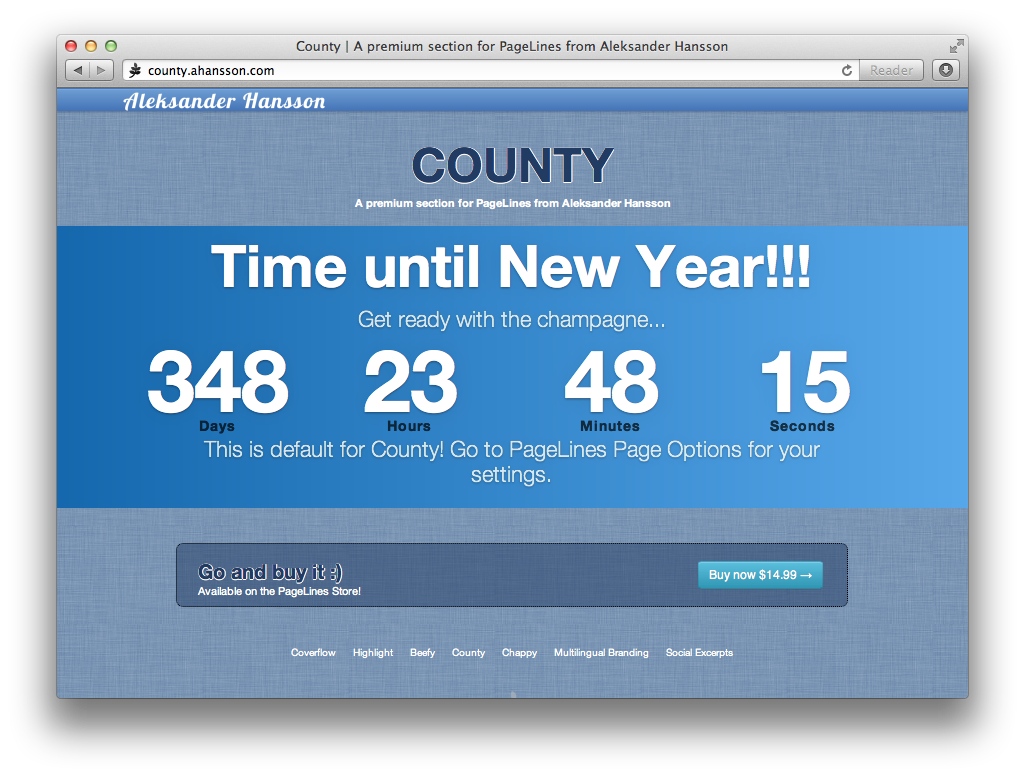 County | A premium section for PageLines from Aleksander Hansson
county.ahansson.com
Reader
Aleksander Hansson
COUNTY
A premium section for PageLines from Aleksander Hansson
Time until New Year!!!
Get ready with the champagne...
348 23 48 15
Days Hours Minutes Seconds
This is default for County! Go to PageLines Page Options for your
settings.
Go and buy it :)
Available on the PageLines Store!
Buy now $14.99 →
Coverflow Highlight Beefy County Chappy Multilingual Branding Social Excerpts